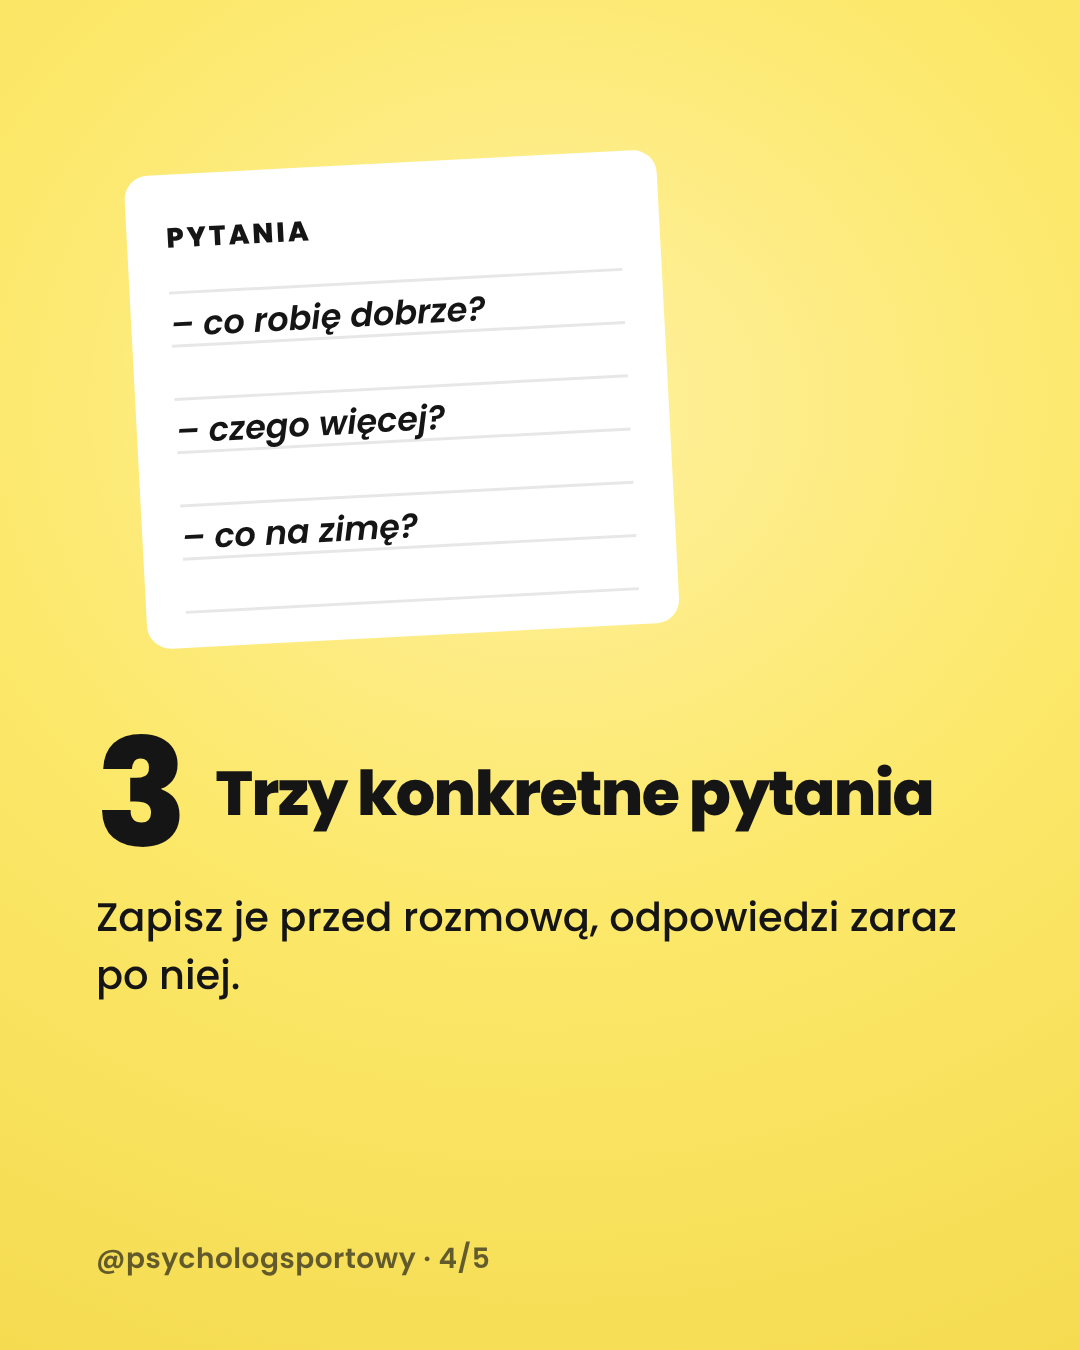 PYTANIA
– co robię dobrze?
– czego więcej?
– co na zimę?
3 Trzy konkretne pytania
Zapisz je przed rozmową, odpowiedzi zaraz
po niej.
@psychologsportowy · 4/5